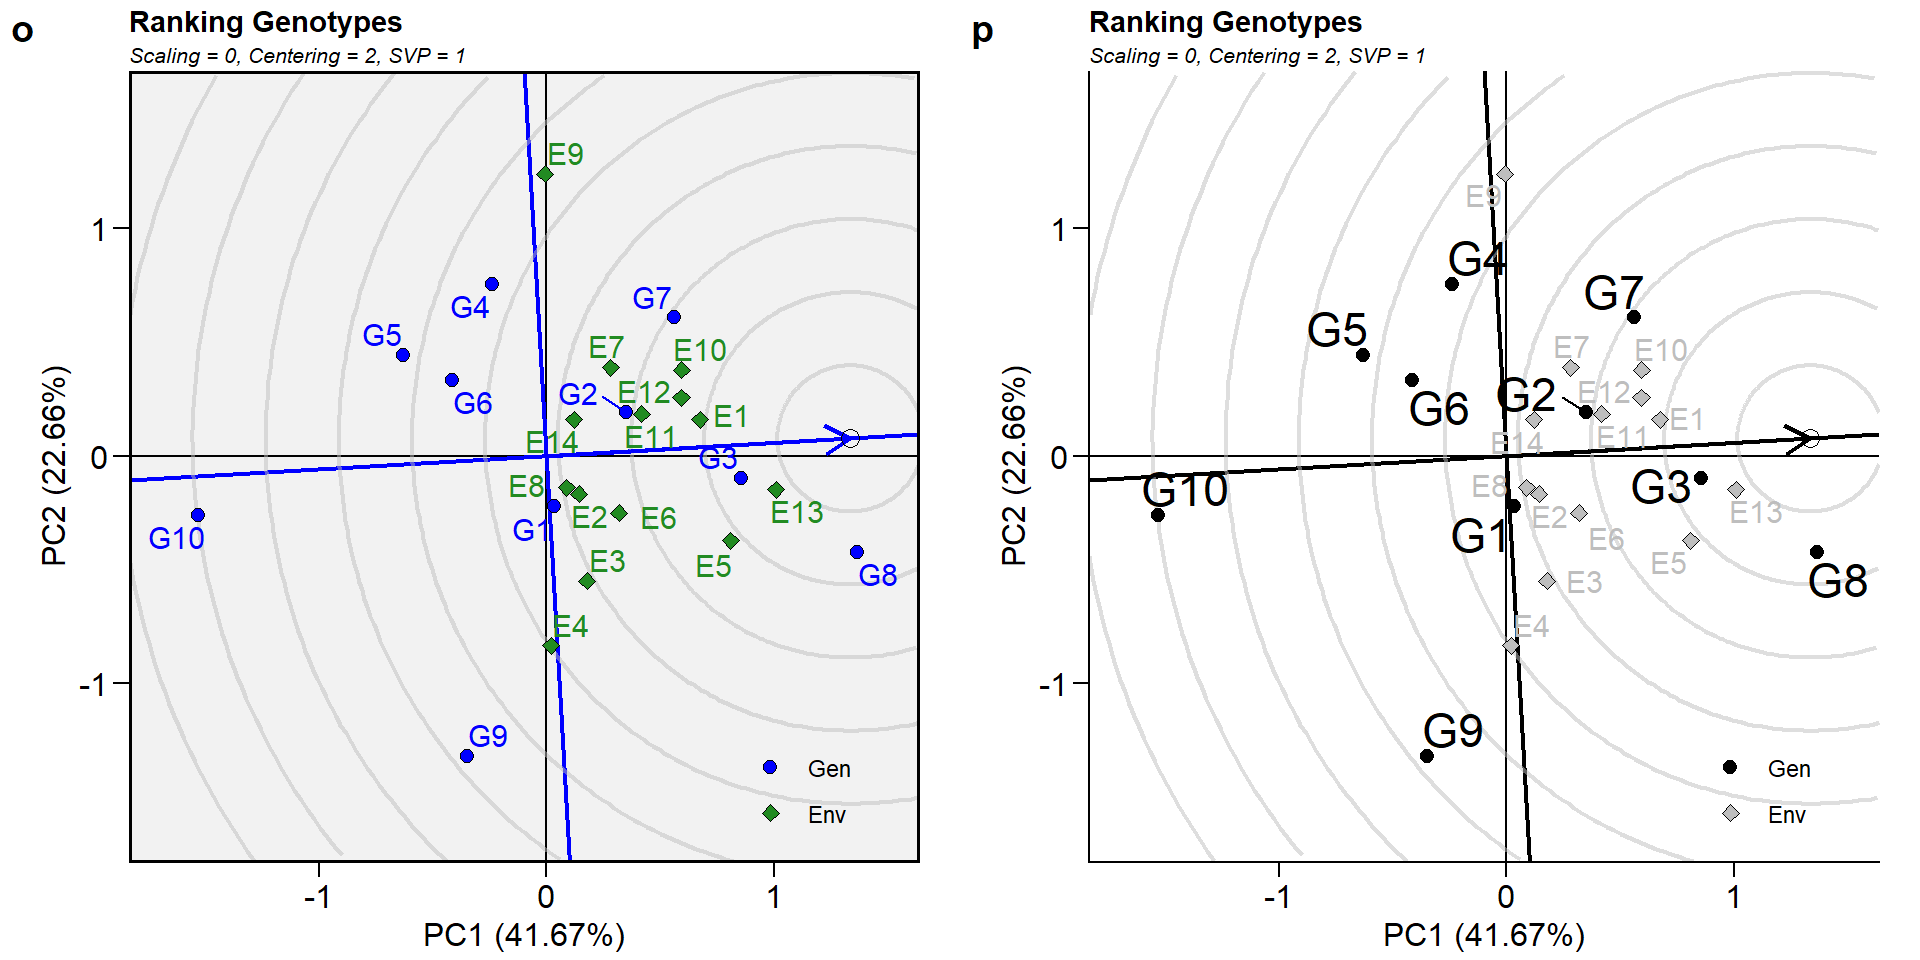 o
Ranking Genotypes
Scaling = 0, Centering = 2, SVP = 1
E9
1
G4
G7
G5
E7
E10
G6
G2
E12
E1
E14
E11
PC2 (22.66%)
0
G3
E8
G10
G1
E2
E6
E13
E3
E5
G8
E4
-1
G9
Gen
Env
-1
0
1
PC1 (41.67%)
p
Ranking Genotypes
Scaling = 0, Centering = 2, SVP = 1
E9
1
G4
G7
G5
E7
E10
G6
G2
E12
E1
E14
E11
PC2 (22.66%)
0
G10
E8
G3
G1
E2
E13
E6
E5
E3
G8
E4
-1
G9
Gen
Env
-1
0
1
PC1 (41.67%)